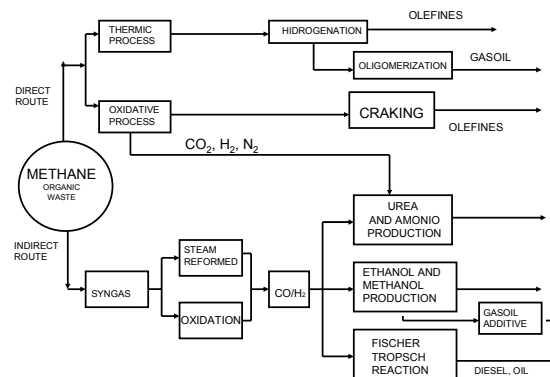 OLEFINES
THERMIC
PROCESS
HIDROGENATION
GASOIL
OLIGOMERIZATION
DIRECT
ROUTE
OXIDATIVE
PROCESS
CRAKING
OLEFINES
CO₂, H₂, N₂
METHANE
ORGANIC
WASTE
UREA
AND AMONIO
PRODUCTION
INDIRECT
ROUTE
STEAM
REFORMED
SYNGAS
CO/H₂
ETHANOL AND
METHANOL
PRODUCTION
OXIDATION
GASOIL
ADDITIVE
FISCHER
TROPSCH
REACTION
DIESEL, OIL